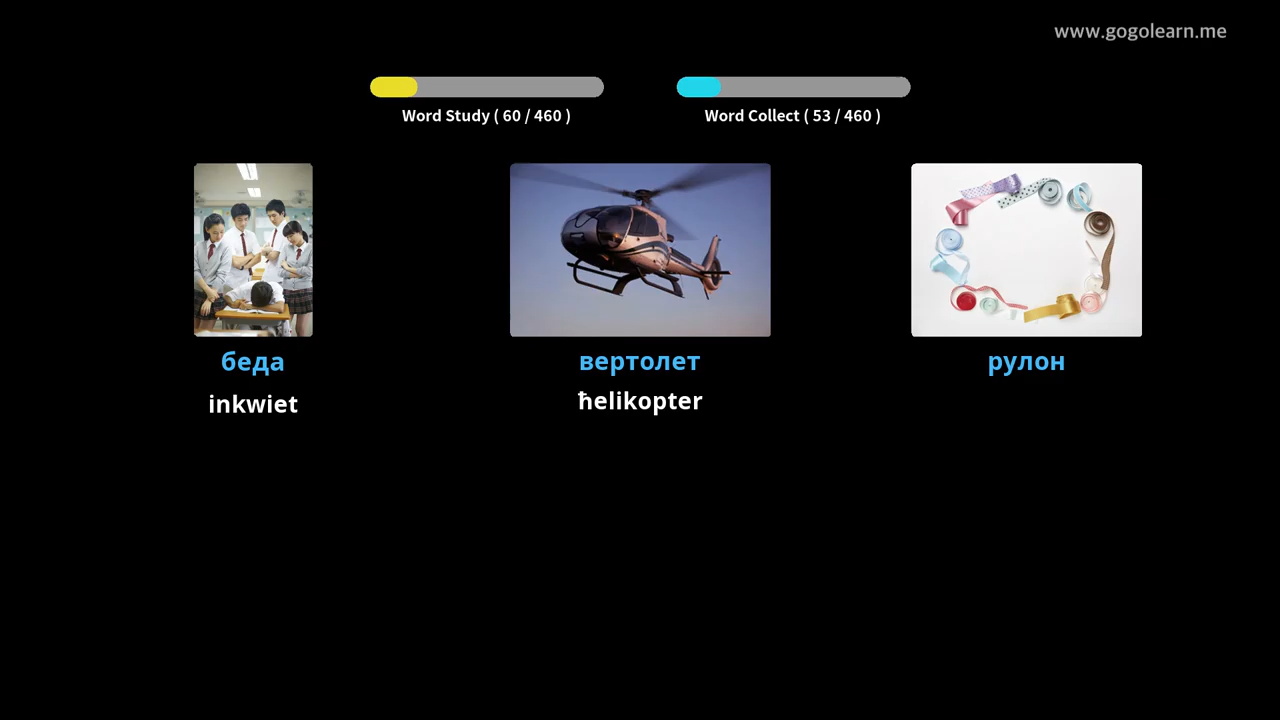 www.gogolearn.me
Word Study ( 60 / 460 )
Word Collect ( 53 / 460 )
беда
вертолет
рулон
inkwiet
ħelikopter